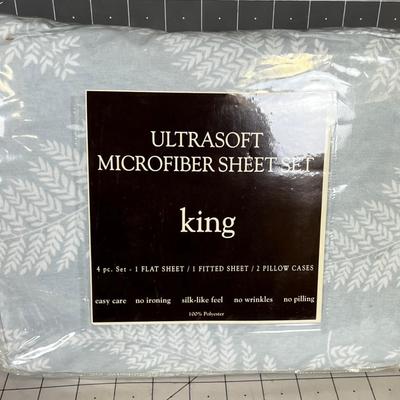 ULTRASOFT
MICROFIBER SHEET SET
king
4 pc. Set - 1 FLAT SHEET / 1 FITTED SHEET / 2 PILLOW CASES
easy care no ironing silk-like feel no wrinkles no pilling
100% Polyester